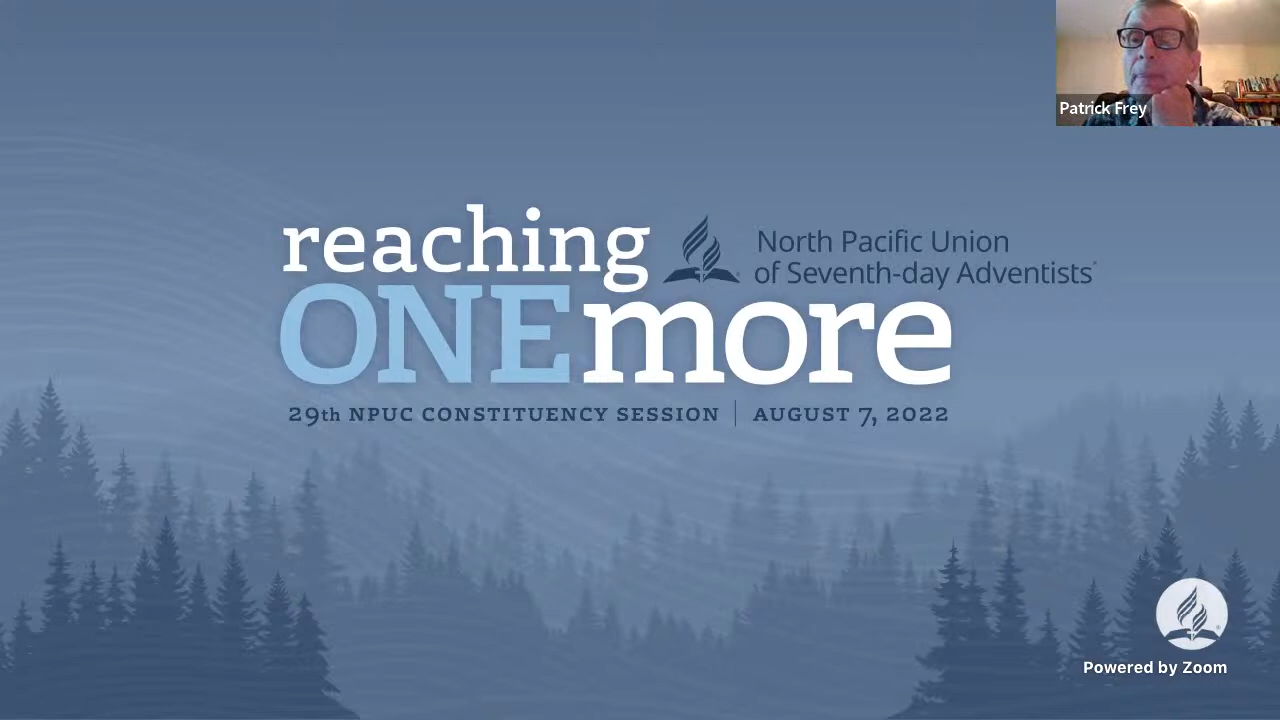 Patrick Frey
reaching
North Pacific Union
of Seventh-day Adventists
ONEmore
29th NPUC CONSTITUENCY SESSION | AUGUST 7, 2022
Powered by Zoom